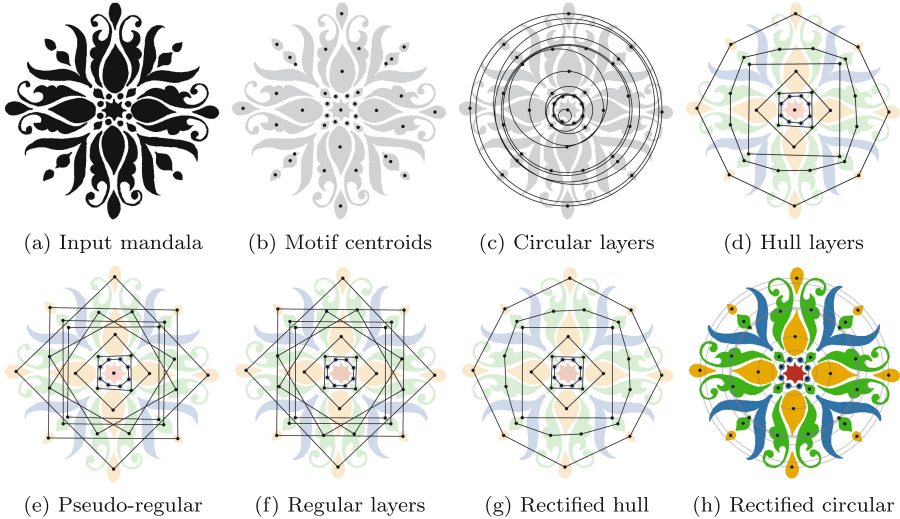 (a) Input mandala
(b) Motif centroids
(c) Circular layers
(d) Hull layers
(e) Pseudo-regular
(f) Regular layers
(g) Rectified hull
(h) Rectified circular